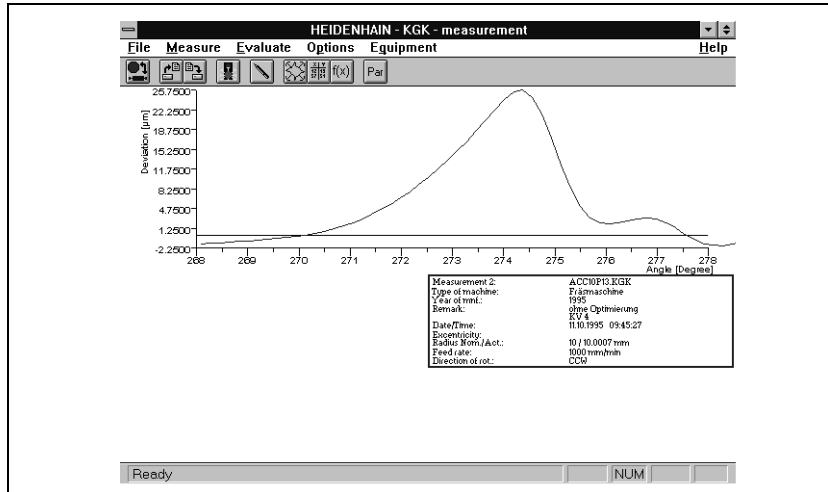 HEIDENHAIN - KGK - measurement
File Measure Evaluate Options Equipment Help
f(x) Par
25.7500
22.2500
18.7500
15.2500
11.7500
8.2500
4.7500
1.2500
-2.2500
Deviation [µm]
268 269 270 271 272 273 274 275 276 277 278
Angle [Degree]
Measurement 2: ACC10P13.KGK
Type of machine: Fräsmaschine
Year of mnf.: 1995
Remark: ohne Optimierung
KV 4
Date/Time: 11.10.1995 09:45:27
Excentricity:
Radius Nom./Act.: 10 / 10.0007 mm
Feed rate: 1000 mm/min
Direction of rot.: CCW
Ready NUM